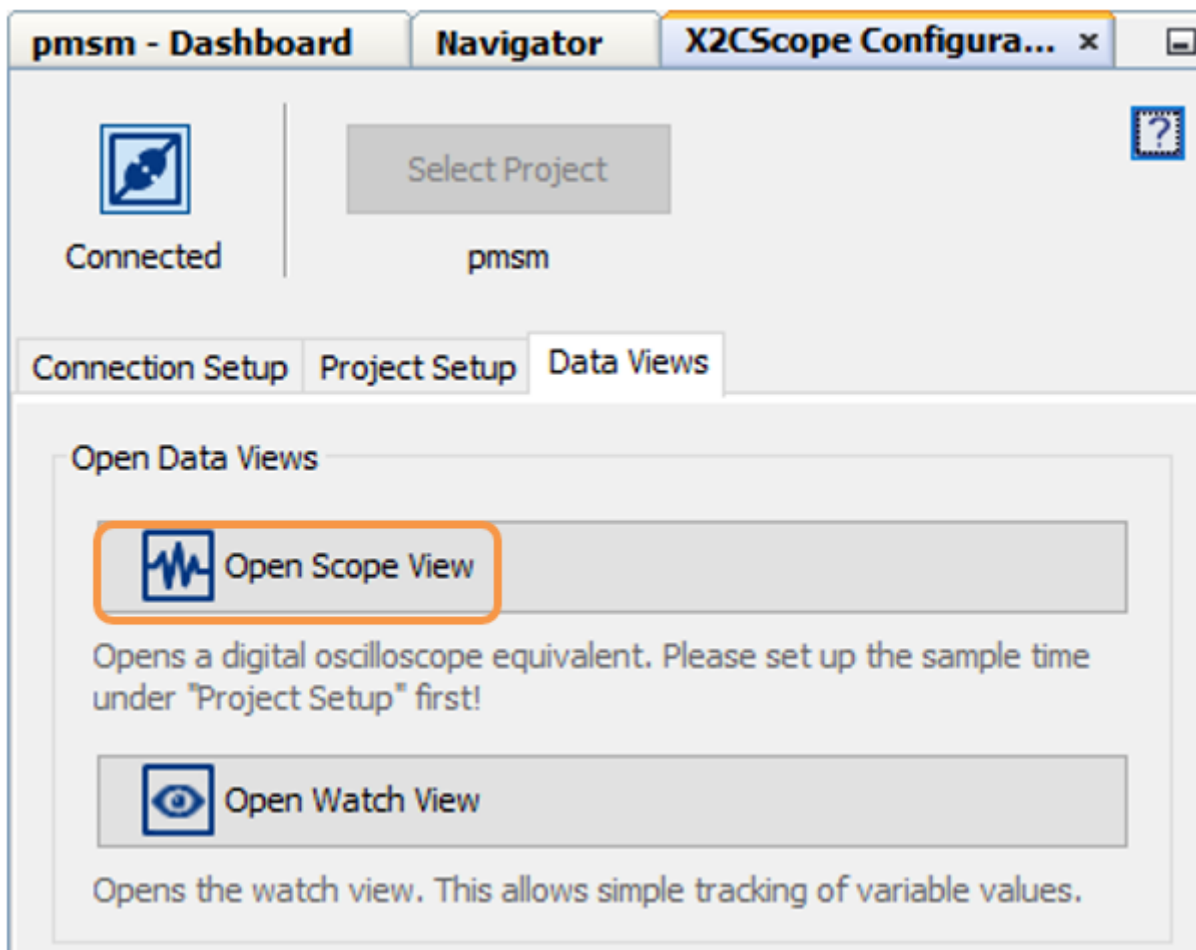 pmsm - Dashboard
Navigator
X2CScope Configura... ×
?
Select Project
Connected
pmsm
Connection Setup
Project Setup
Data Views
Open Data Views
Open Scope View
Opens a digital oscilloscope equivalent. Please set up the sample time
under "Project Setup" first!
Open Watch View
Opens the watch view. This allows simple tracking of variable values.